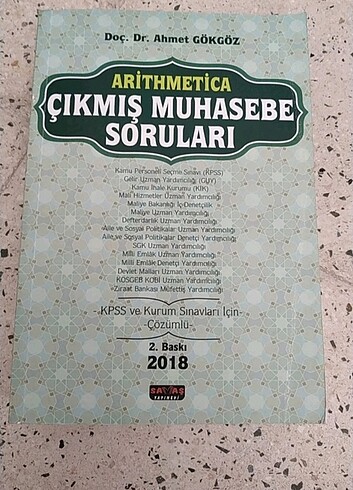 Doç. Dr. Ahmet GÖKGÖZ
ARİTHMETİCA
ÇIKMIŞ MUHASEBE
SORULARI
Kamu Personeli Seçme Sınavı (KPSS)
Gelir Uzman Yardımcılığı (GUY)
Kamu İhale Kurumu (KİK)
Mali Hizmetler Uzman Yardımcılığı
Maliye Bakanlığı İç Denetçilik
Maliye Uzman Yardımcılığı
Defterdarlık Uzman Yardımcılığı
Aile ve Sosyal Politikalar Uzman Yardımcılığı
Aile ve Sosyal Politikalar Denetçi Yardımcılığı
SGK Uzman Yardımcılığı
Milli Emlak Uzman Yardımcılığı
Milli Emlak Denetçi Yardımcılığı
Devlet Malları Uzman Yardımcılığı
KOSGEB KOBİ Uzman Yardımcılığı
Ziraat Bankası Müfettiş Yardımcılığı
-KPSS ve Kurum Sınavları İçin-
-Çözümlü-
2. Baskı
2018
SAVAŞ
YAYINEVİ